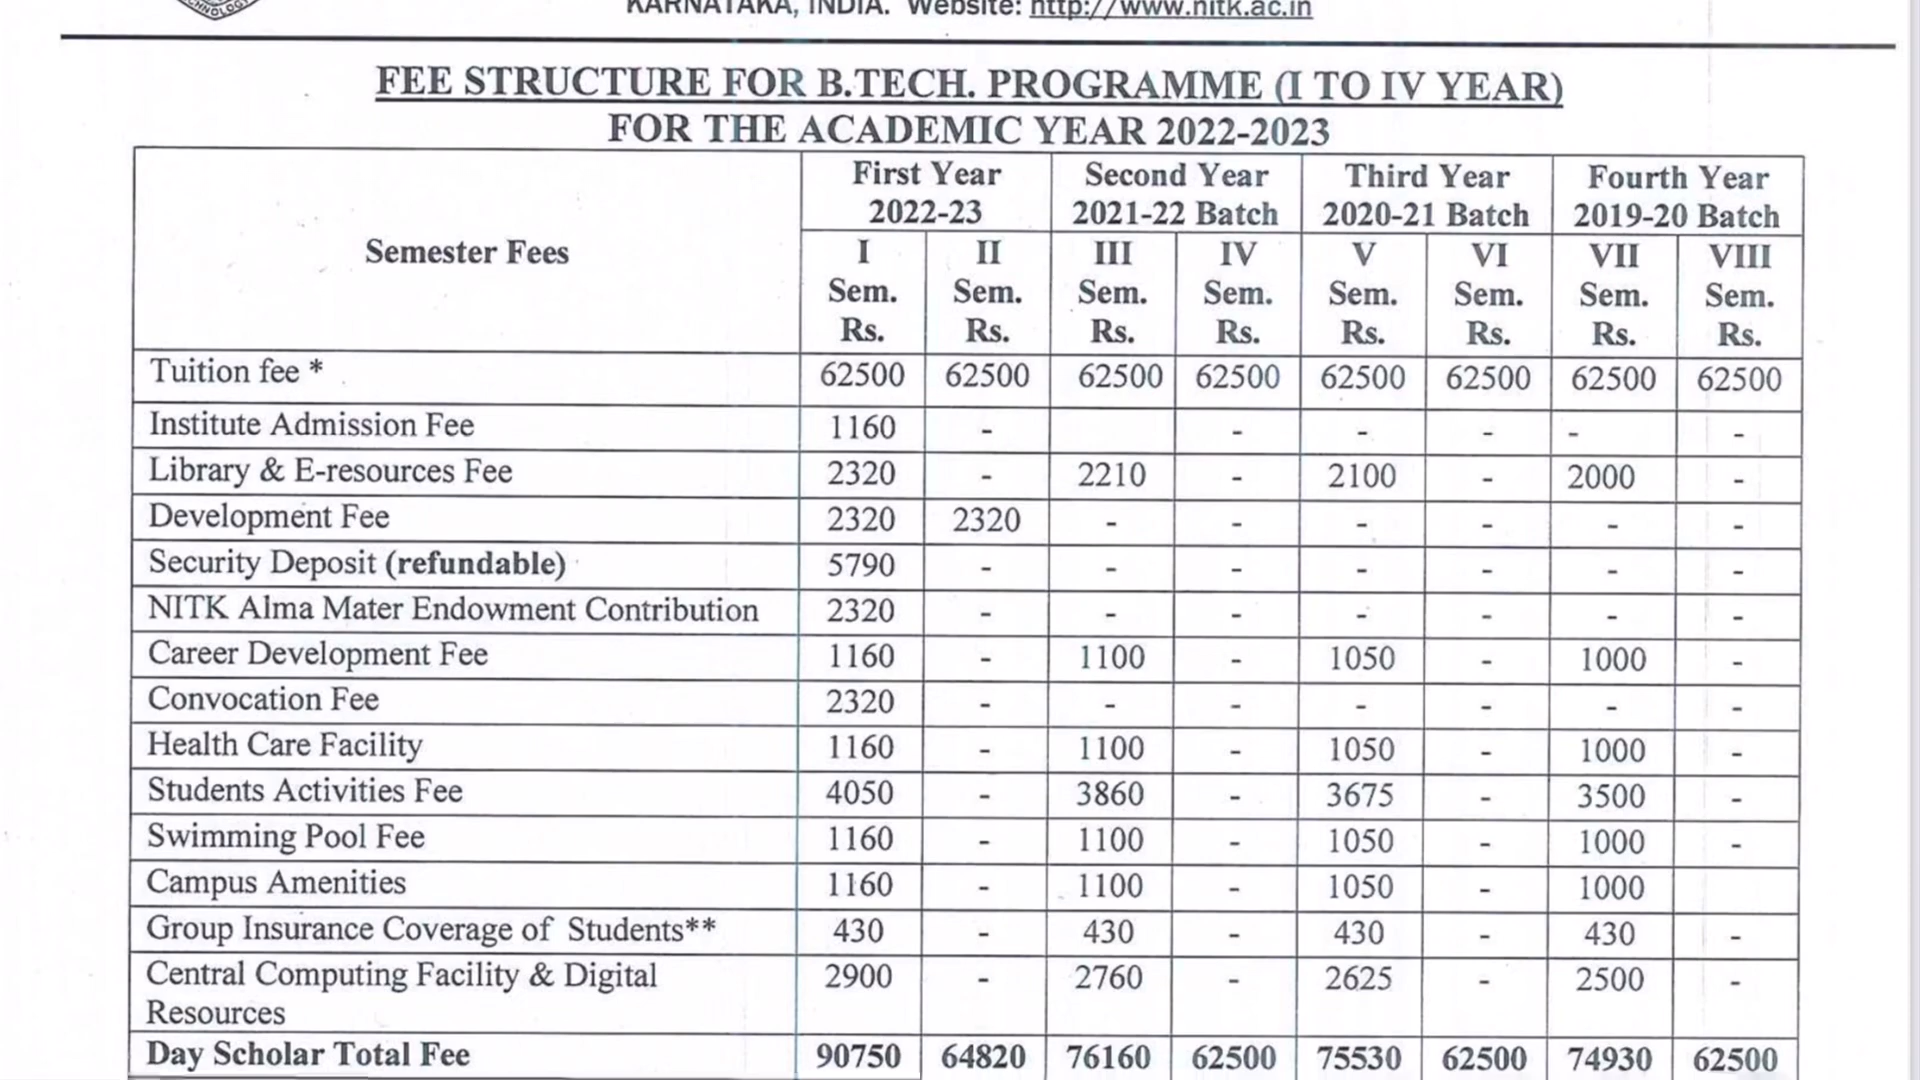 CHNOLOG
KARNATAKA, INDIA. Website: http://www.nitk.ac.in
FEE STRUCTURE FOR B.TECH. PROGRAMME (I TO IV YEAR)
FOR THE ACADEMIC YEAR 2022-2023
Semester Fees
First Year 2022-23
Second Year 2021-22 Batch
Third Year 2020-21 Batch
Fourth Year 2019-20 Batch
I Sem. Rs.
II Sem. Rs.
III Sem. Rs.
IV Sem. Rs.
V Sem. Rs.
VI Sem. Rs.
VII Sem. Rs.
VIII Sem. Rs.
Tuition fee * 62500 62500 62500 62500 62500 62500 62500 62500
Institute Admission Fee 1160 - - - - - -
Library & E-resources Fee 2320 - 2210 - 2100 - 2000 -
Development Fee 2320 2320 - - - - - -
Security Deposit (refundable) 5790 - - - - - - -
NITK Alma Mater Endowment Contribution 2320 - - - - - - -
Career Development Fee 1160 - 1100 - 1050 - 1000 -
Convocation Fee 2320 - - - - - - -
Health Care Facility 1160 - 1100 - 1050 - 1000 -
Students Activities Fee 4050 - 3860 - 3675 - 3500 -
Swimming Pool Fee 1160 - 1100 - 1050 - 1000 -
Campus Amenities 1160 - 1100 - 1050 - 1000
Group Insurance Coverage of Students** 430 - 430 - 430 - 430 -
Central Computing Facility & Digital Resources 2900 - 2760 - 2625 - 2500 -
Day Scholar Total Fee 90750 64820 76160 62500 75530 62500 74930 62500